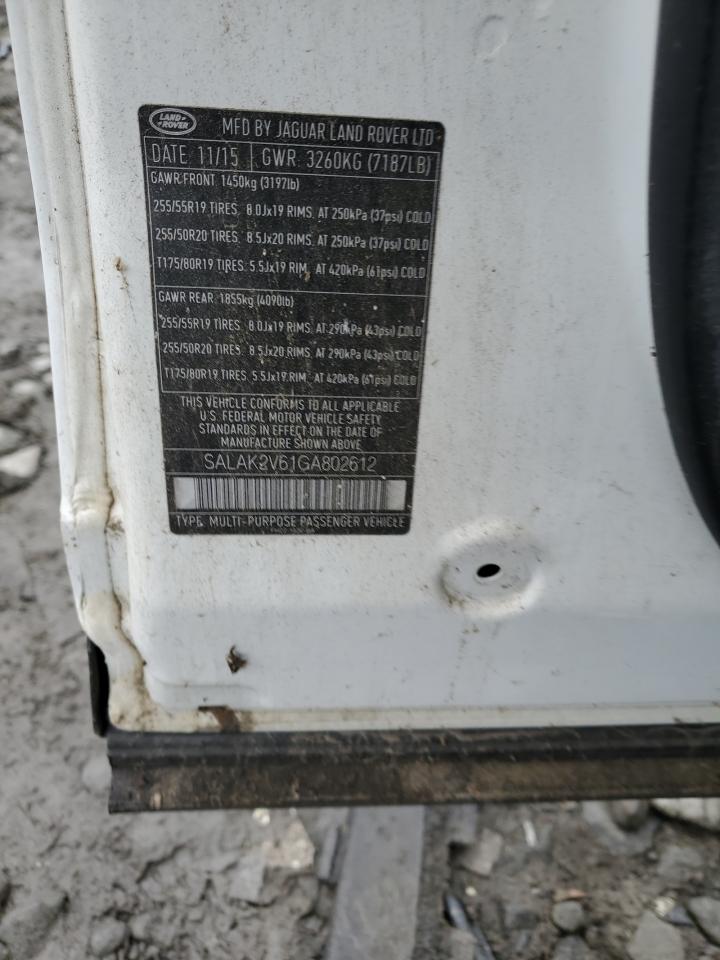 LAND ROVER
MFD BY JAGUAR LAND ROVER LTD
DATE 11/15 GWR. 3260KG (7187LB)
GAWR.FRONT 1450kg (3197lb)
255/55R19 TIRES. 8.0Jx19 RIMS. AT 250kPa (37psi) COLD
255/50R20 TIRES. 8.5Jx20 RIMS. AT 250kPa (37psi) COLD
T175/80R19 TIRES. 5.5Jx19 RIM. AT 420kPa (61psi) COLD
GAWR REAR. 1855kg (4090lb)
255/55R19 TIRES. 8.0Jx19 RIMS. AT 290kPa (43psi) COLD
255/50R20 TIRES. 8.5Jx20 RIMS. AT 290kPa (43psi) COLD
T175/80R19 TIRES. 5.5Jx19 RIM. AT 420kPa (61psi) COLD
THIS VEHICLE CONFORMS TO ALL APPLICABLE
U.S. FEDERAL MOTOR VEHICLE SAFETY
STANDARDS IN EFFECT ON THE DATE OF
MANUFACTURE SHOWN ABOVE
SALAK2V61GA802612
TYPE. MULTI-PURPOSE PASSENGER VEHICLE